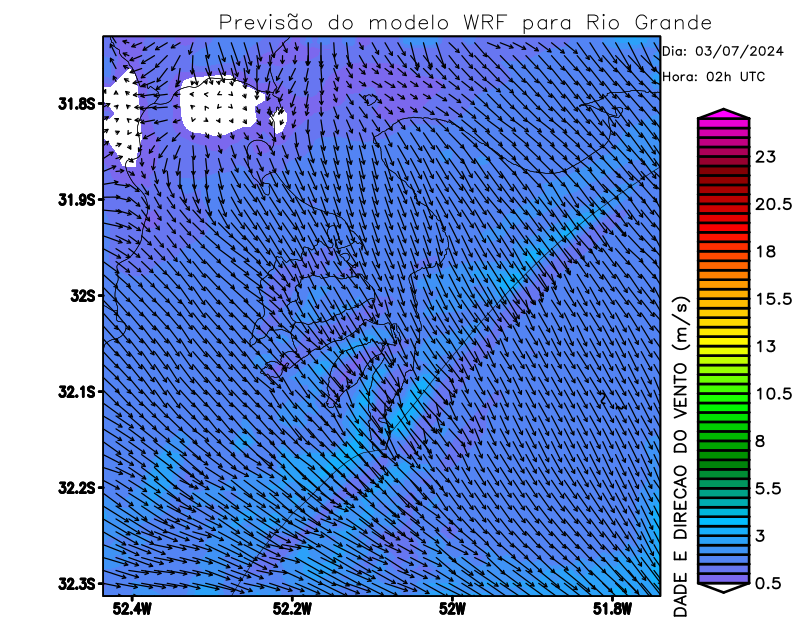 Previsão do modelo WRF para Rio Grande
Dia: 03/07/2024
Hora: 02h UTC
31.8S
31.9S
32S
32.1S
32.2S
32.3S
52.4W
52.2W
52W
51.8W
23
20.5
18
15.5
13
10.5
8
5.5
3
0.5
DADE E DIRECAO DO VENTO (m/s)